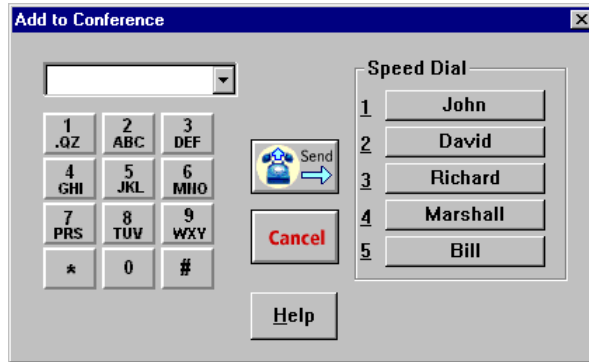 Add to Conference
1 2 3
.QZ ABC DEF
4 5 6
GHI JKL MNO
7 8 9
PRS TUV WXY
* 0 #
Send
Cancel
Help
Speed Dial
1 John
2 David
3 Richard
4 Marshall
5 Bill